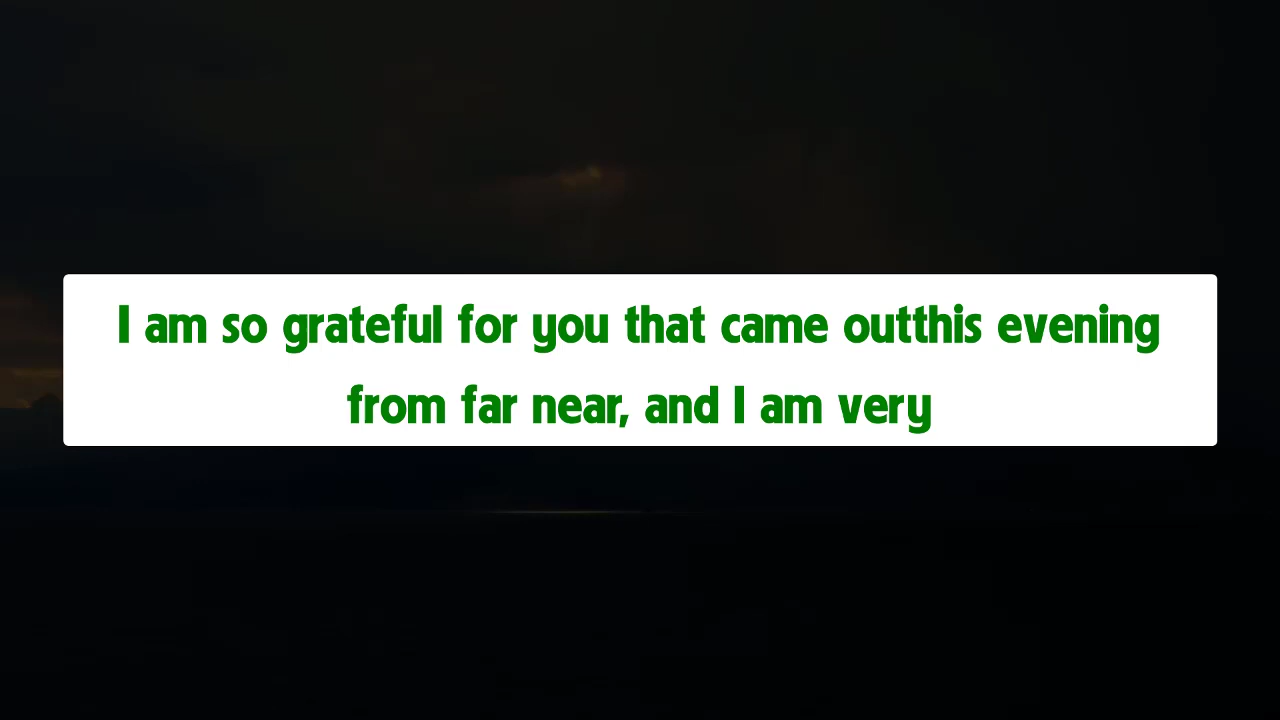 I am so grateful for you that came outthis evening
from far near, and I am very